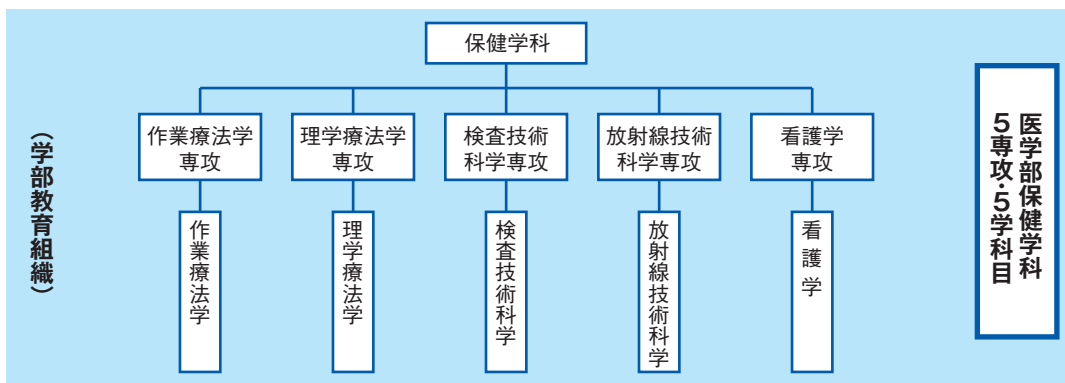 保健学科
医学部保健学科
5専攻・5学科目
看護学
専攻
放射線技術
科学専攻
検査技術
科学専攻
理学療法学
専攻
作業療法学
専攻
看護学
放射線技術科学
検査技術科学
理学療法学
作業療法学
（学部教育組織）